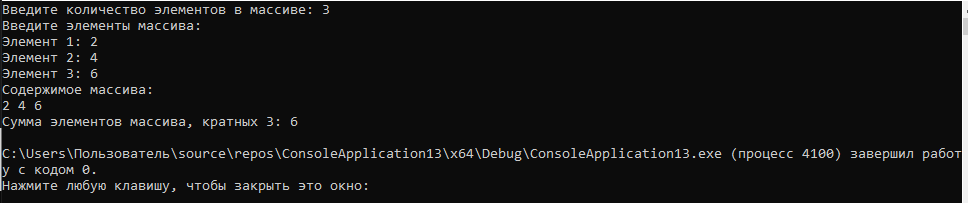 Введите количество элементов в массиве: 3
Введите элементы массива:
Элемент 1: 2
Элемент 2: 4
Элемент 3: 6
Содержимое массива:
2 4 6
Сумма элементов массива, кратных 3: 6
C:\Users\Пользователь\source\repos\ConsoleApplication13\x64\Debug\ConsoleApplication13.exe (процесс 4100) завершил работ
у с кодом 0.
Нажмите любую клавишу, чтобы закрыть это окно: